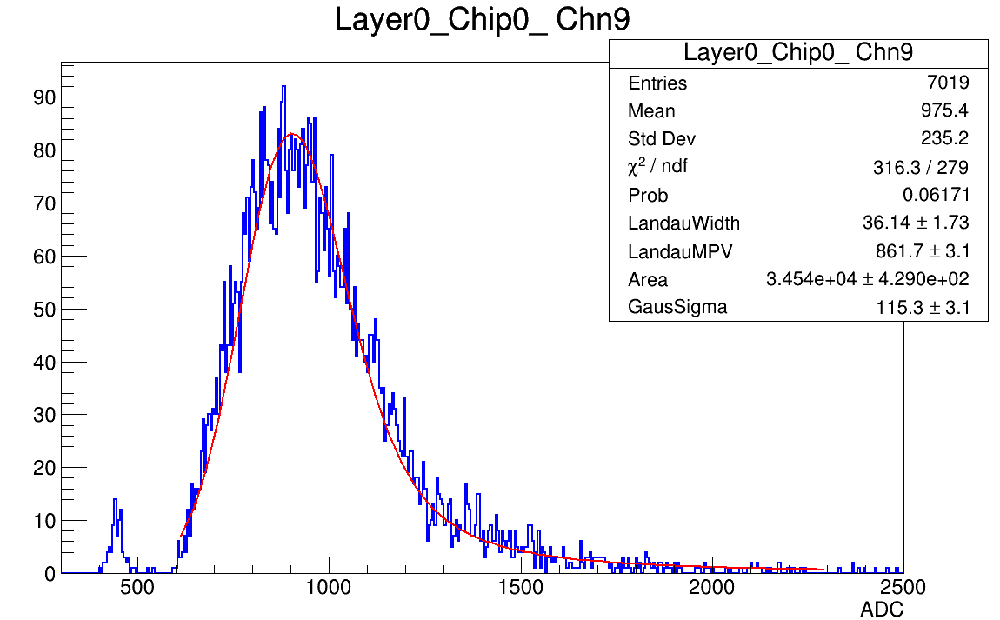 Layer0_Chip0_ Chn9
Layer0_Chip0_ Chn9
Entries 7019
Mean 975.4
Std Dev 235.2
χ² / ndf 316.3 / 279
Prob 0.06171
LandauWidth 36.14 ± 1.73
LandauMPV 861.7 ± 3.1
Area 3.454e+04 ± 4.290e+02
GausSigma 115.3 ± 3.1
90
80
70
60
50
40
30
20
10
0
500 1000 1500 2000 2500
ADC